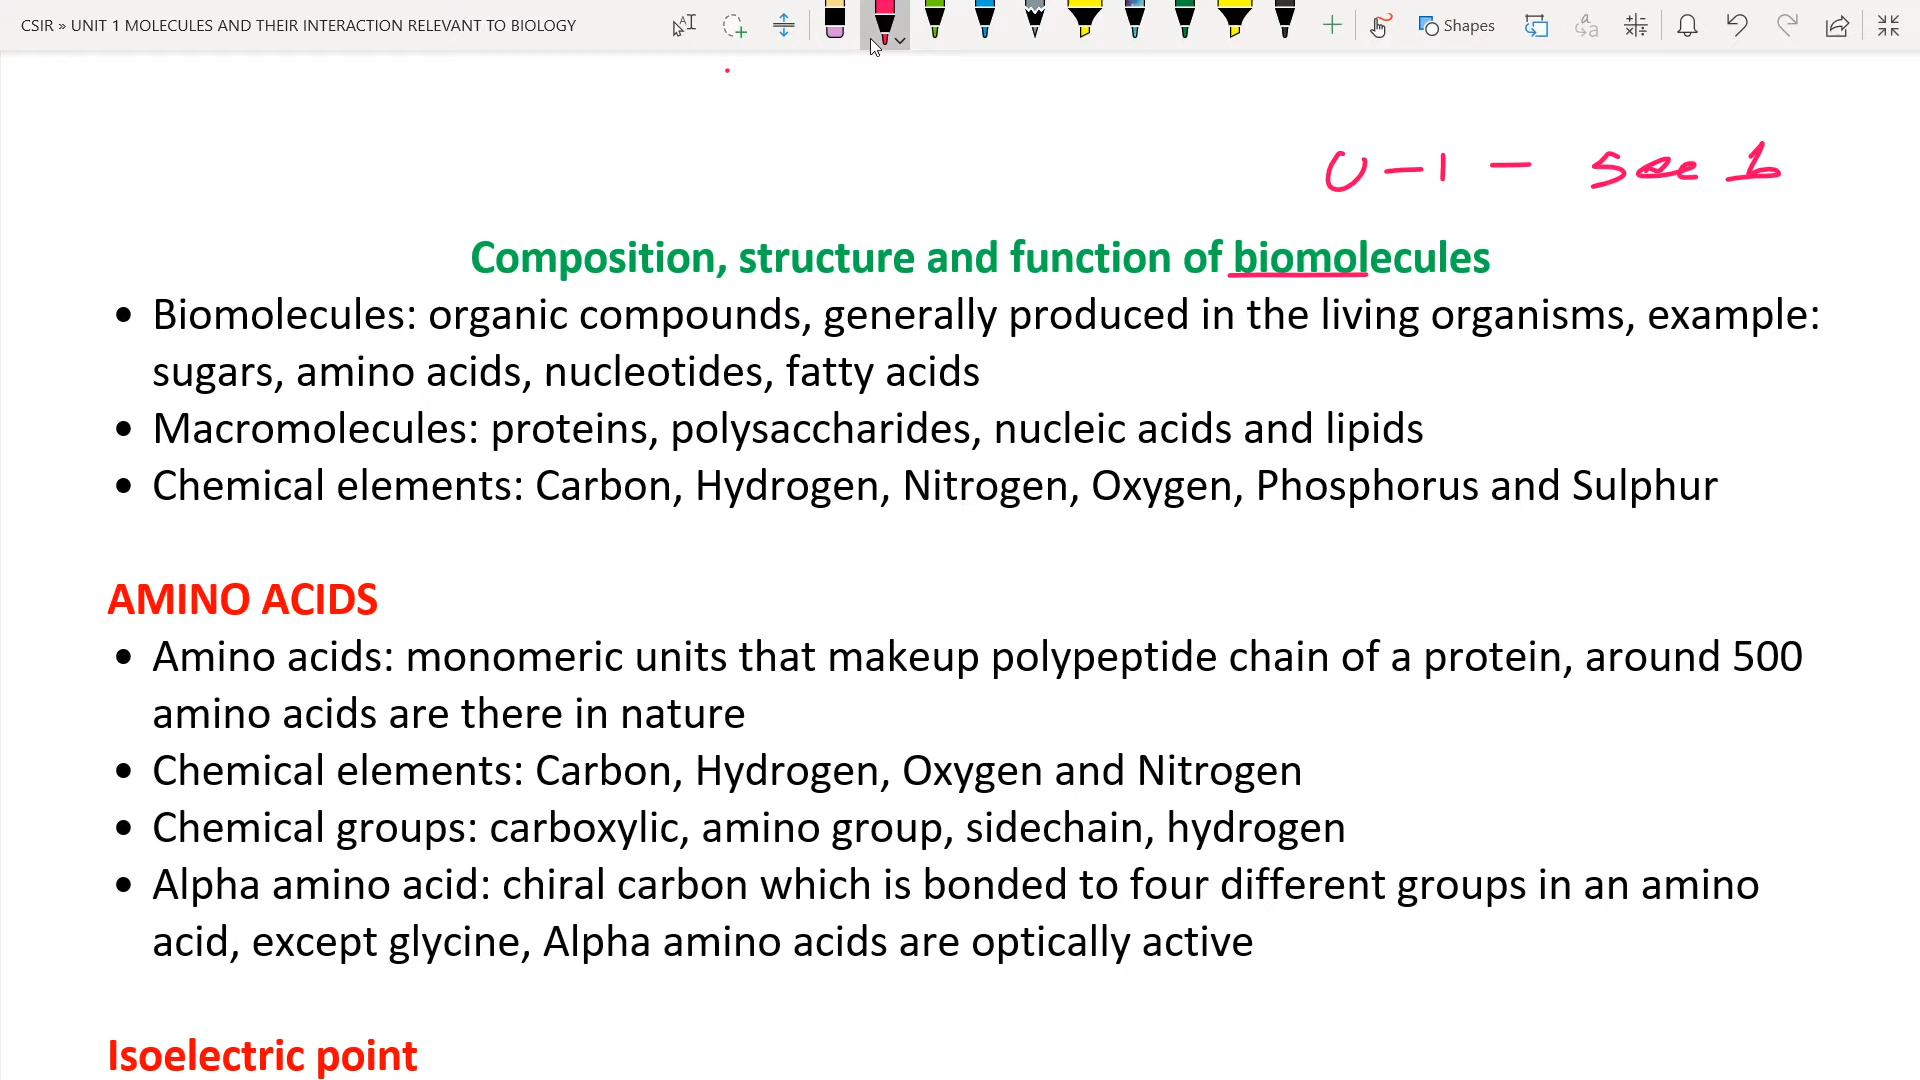 CSIR » UNIT 1 MOLECULES AND THEIR INTERACTION RELEVANT TO BIOLOGY
Shapes
U - 1 - sec b
Composition, structure and function of biomolecules
• Biomolecules: organic compounds, generally produced in the living organisms, example:
sugars, amino acids, nucleotides, fatty acids
• Macromolecules: proteins, polysaccharides, nucleic acids and lipids
• Chemical elements: Carbon, Hydrogen, Nitrogen, Oxygen, Phosphorus and Sulphur
AMINO ACIDS
• Amino acids: monomeric units that makeup polypeptide chain of a protein, around 500
amino acids are there in nature
• Chemical elements: Carbon, Hydrogen, Oxygen and Nitrogen
• Chemical groups: carboxylic, amino group, sidechain, hydrogen
• Alpha amino acid: chiral carbon which is bonded to four different groups in an amino
acid, except glycine, Alpha amino acids are optically active
Isoelectric point